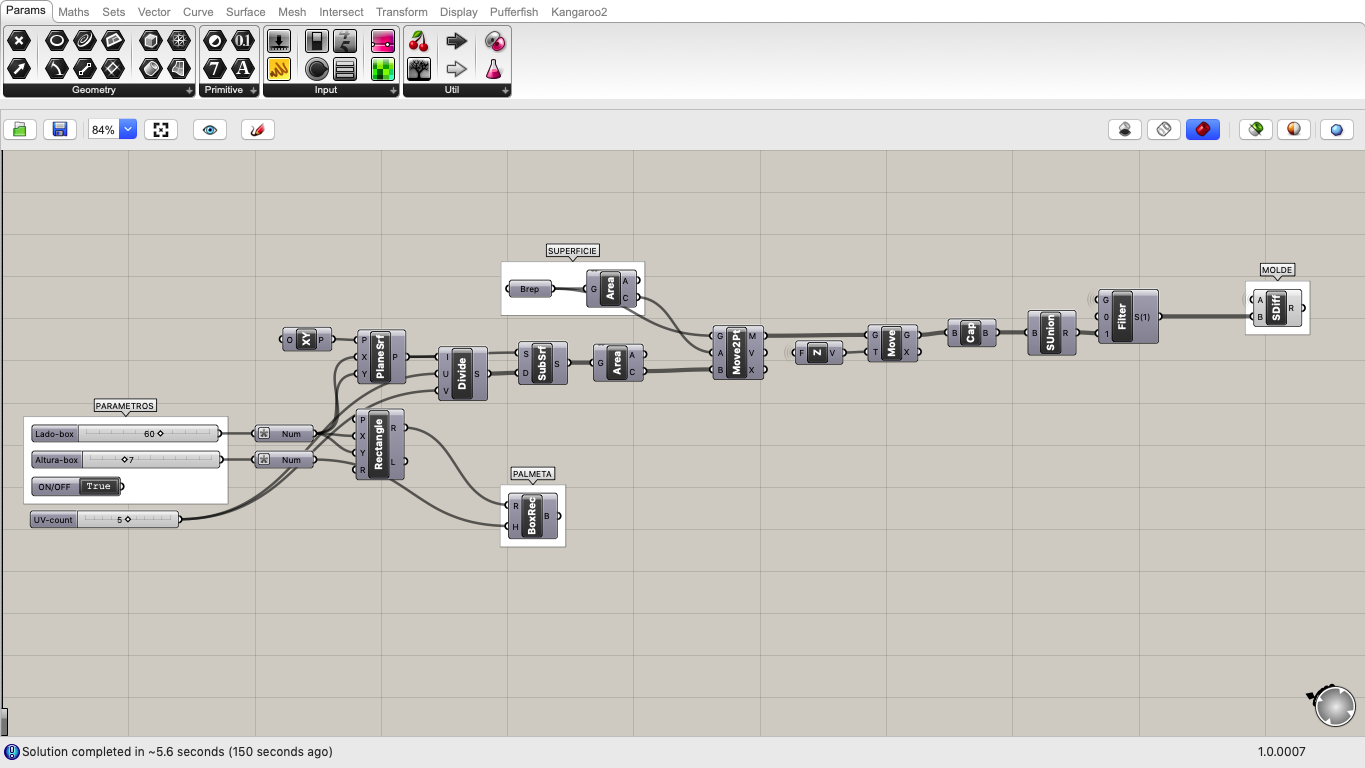 Params Maths Sets Vector Curve Surface Mesh Intersect Transform Display Pufferfish Kangaroo2
0.1
7 A
Geometry Primitive Input Util
84%
SUPERFICIE
Brep G Area A C
MOLDE
A B SDiff R
G 0 1 Filter S(1)
O XY P
P X Y PlaneSrf P
I U V Divide S
S D SubSrf
Area A C
G A B Move2Pt M V X
F Z V
G T Move G X
B Cap B
B SUnion R
PARAMETROS
Lado-box 60
Num
Altura-box 7
Num
ON/OFF True
UV-count 5
P X Y R Rectangle R L
PALMETA
R H BoxRec B
Solution completed in ~5.6 seconds (150 seconds ago)
1.0.0007